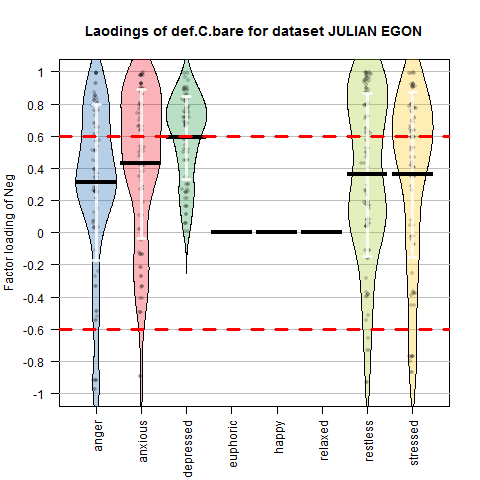 Laodings of def.C.bare for dataset JULIAN EGON
Factor loading of Neg
1
0.8
0.6
0.4
0.2
0
-0.2
-0.4
-0.6
-0.8
-1
anger
anxious
depressed
euphoric
happy
relaxed
restless
stressed